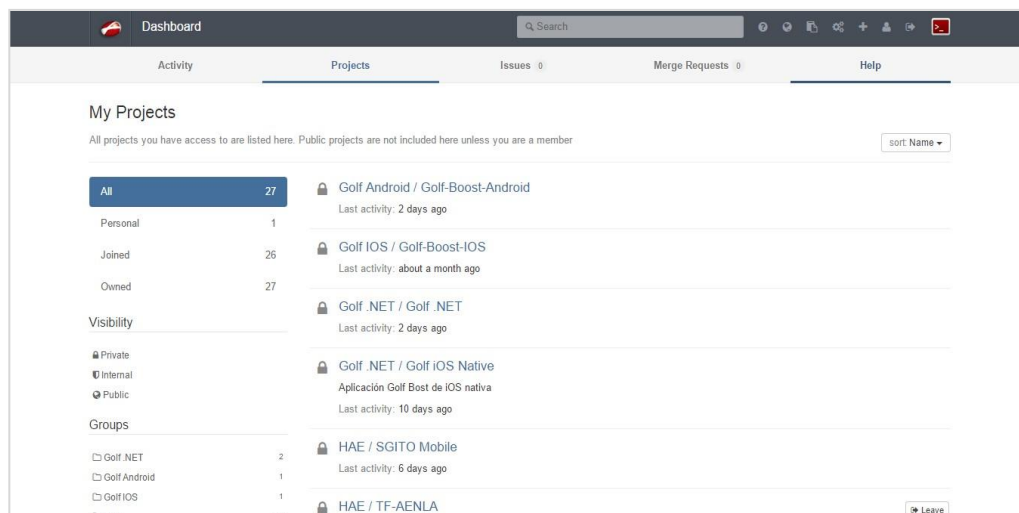 Dashboard
Search
Activity
Projects
Issues 0
Merge Requests 0
Help
My Projects
All projects you have access to are listed here. Public projects are not included here unless you are a member
sort: Name
All 27
Personal 1
Joined 26
Owned 27
Visibility
Private
Internal
Public
Groups
Golf .NET 2
Golf Android 1
Golf IOS 1
Golf Android / Golf-Boost-Android
Last activity: 2 days ago
Golf IOS / Golf-Boost-IOS
Last activity: about a month ago
Golf .NET / Golf .NET
Last activity: 2 days ago
Golf .NET / Golf iOS Native
Aplicación Golf Bost de iOS nativa
Last activity: 10 days ago
HAE / SGITO Mobile
Last activity: 6 days ago
HAE / TF-AENLA
Leave